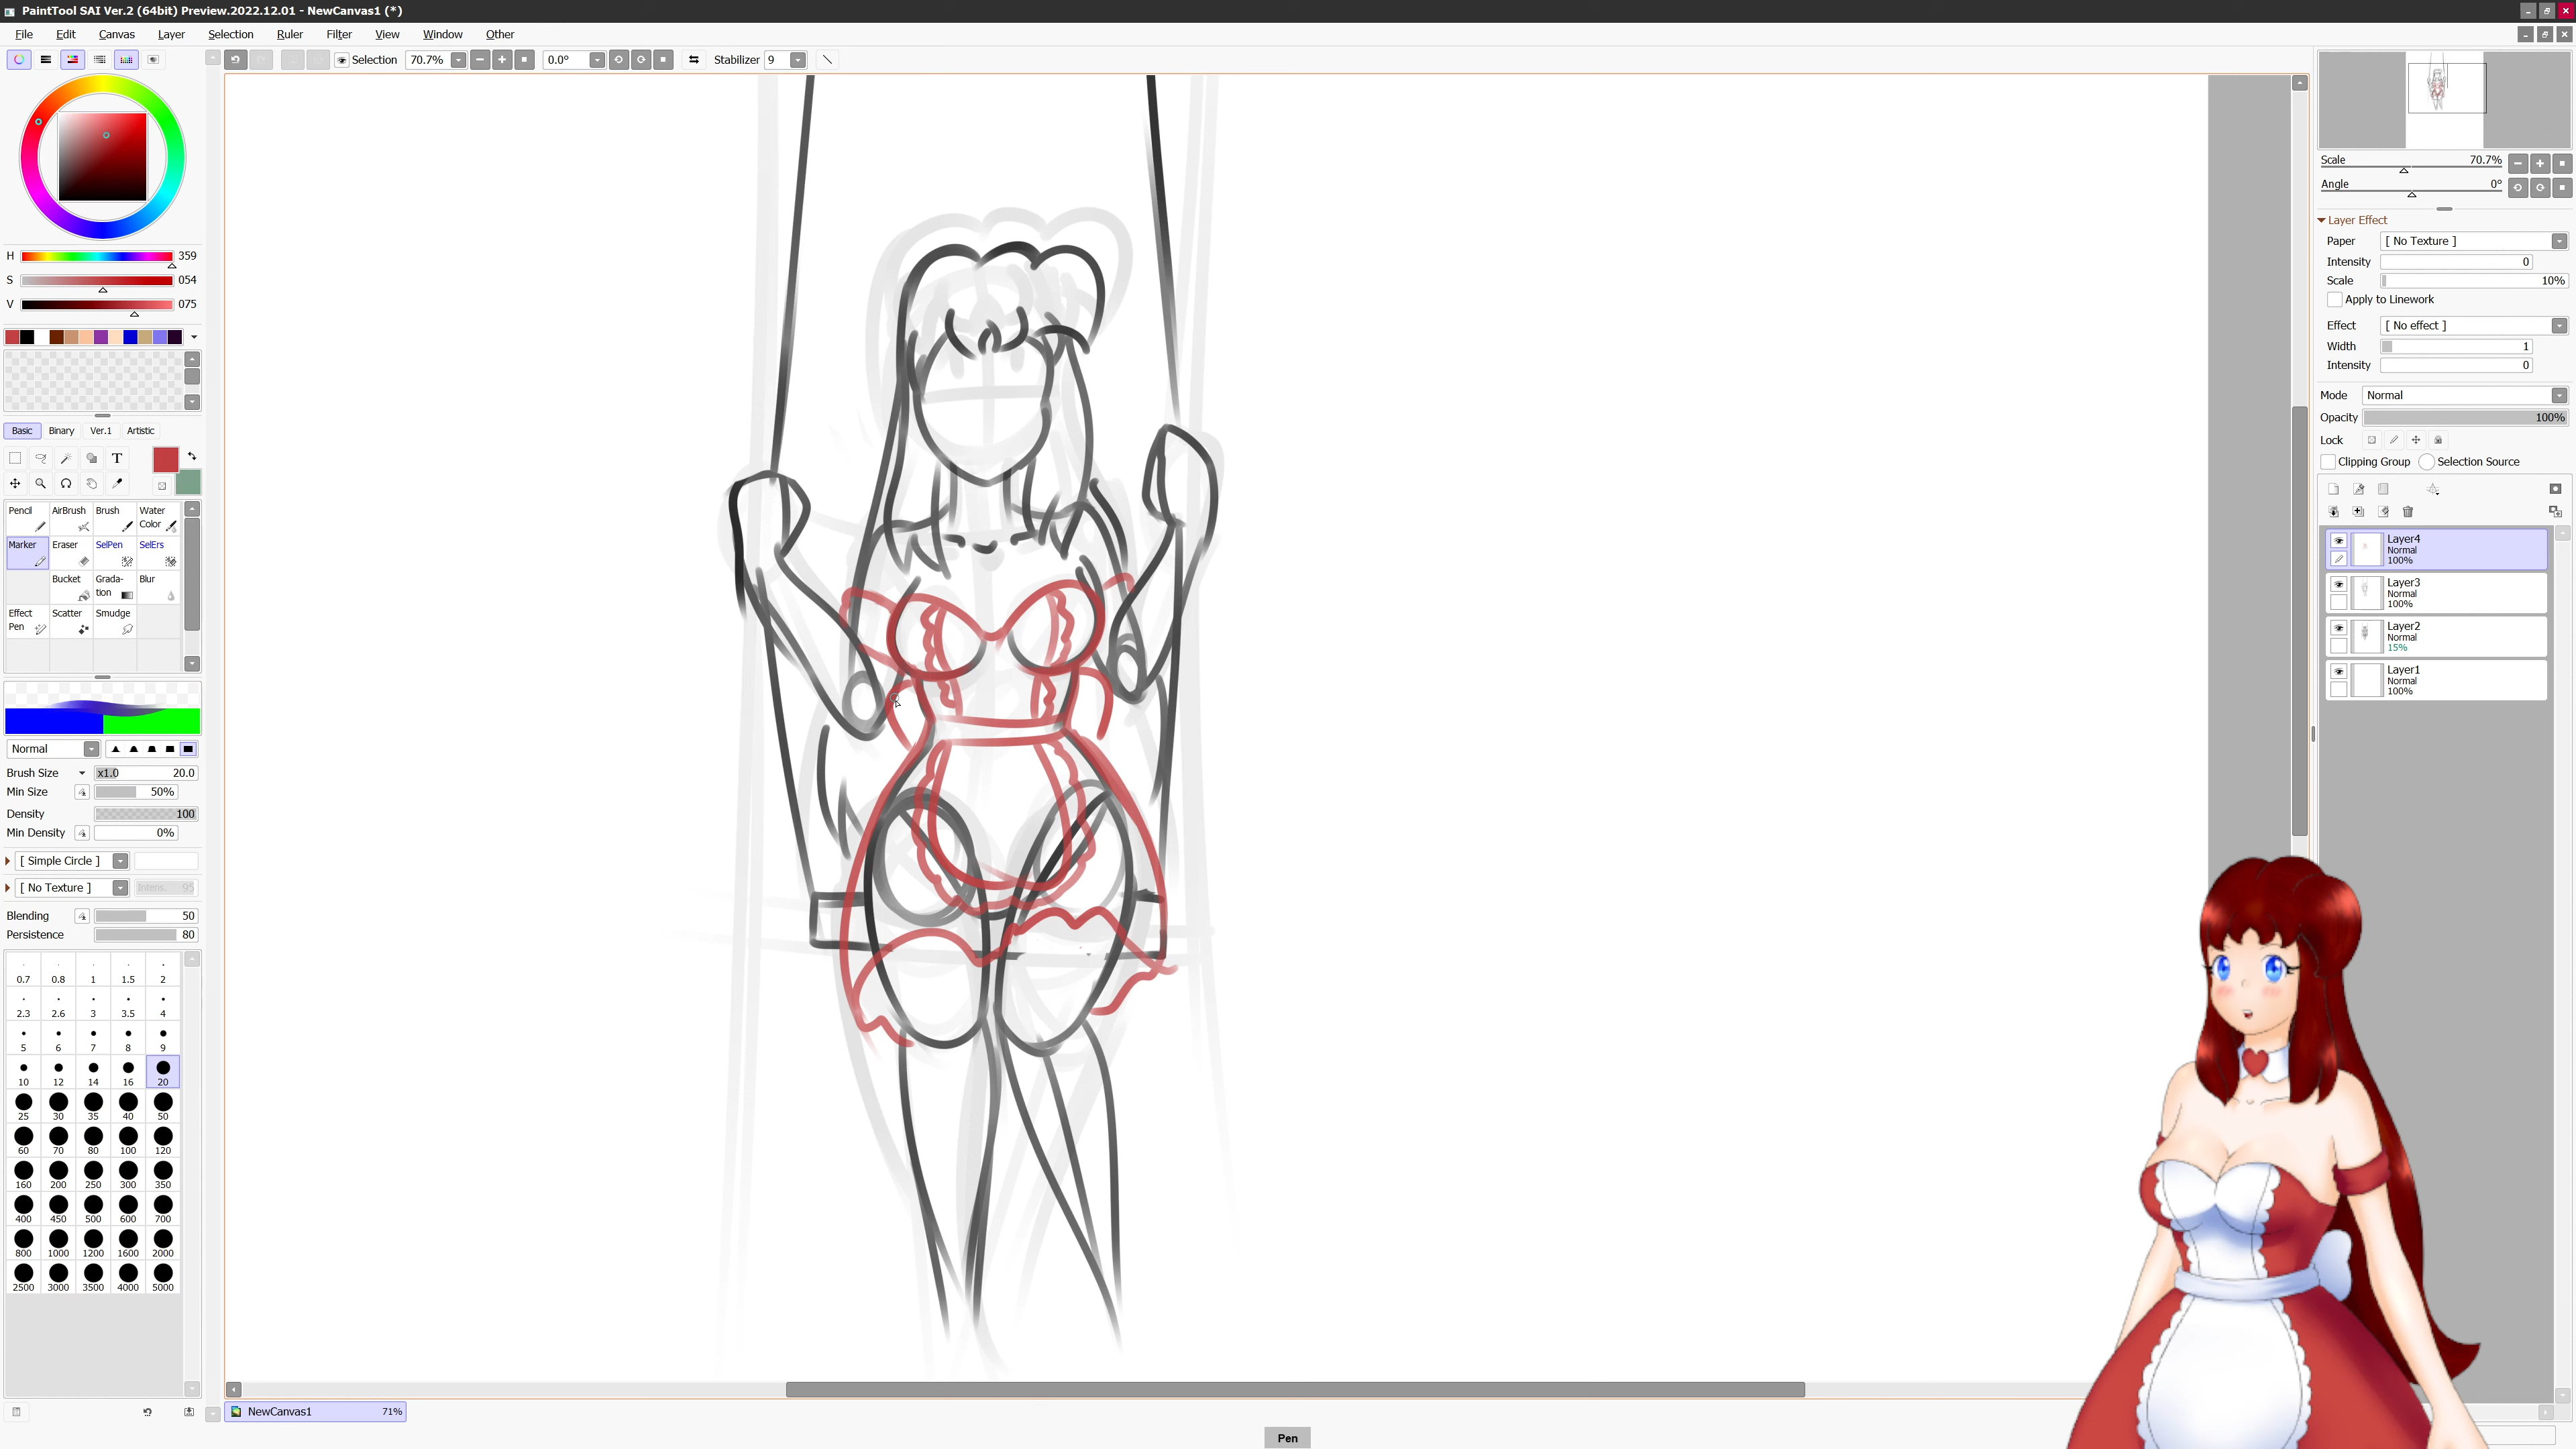 PaintTool SAI Ver.2 (64bit) Preview.2022.12.01 - NewCanvas1 (*)
File Edit Canvas Layer Selection Ruler Filter View Window Other
Selection 70.7% 0.0° Stabilizer 9
H 359
S 054
V 075
Basic Binary Ver.1 Artistic
T
Pencil AirBrush Brush Water Color
Marker Eraser SelPen SelErs
Bucket Grada-tion Blur
Effect Pen Scatter Smudge
Normal
Brush Size x1.0 20.0
Min Size 50%
Density 100
Min Density 0%
[ Simple Circle ]
[ No Texture ] Intens. 95
Blending 50
Persistence 80
0.7 0.8 1 1.5 2
2.3 2.6 3 3.5 4
5 6 7 8 9
10 12 14 16 20
25 30 35 40 50
60 70 80 100 120
160 200 250 300 350
400 450 500 600 700
800 1000 1200 1600 2000
2500 3000 3500 4000 5000
NewCanvas1 71%
Pen
Scale 70.7%
Angle 0°
Layer Effect
Paper [ No Texture ]
Intensity 0
Scale 10%
Apply to Linework
Effect [ No effect ]
Width 1
Intensity 0
Mode Normal
Opacity 100%
Lock
Clipping Group Selection Source
Layer4
Normal
100%
Layer3
Normal
100%
Layer2
Normal
15%
Layer1
Normal
100%